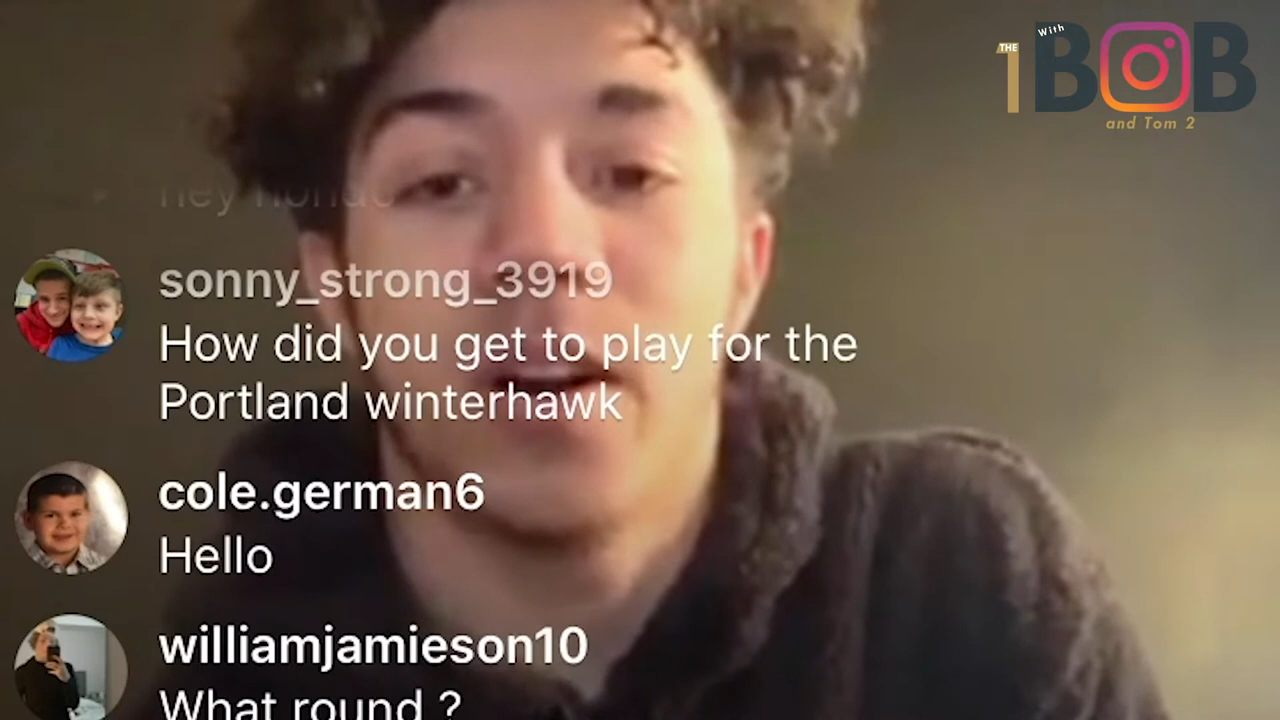 THE 1 With BOB
and Tom 2
sonny_strong_3919
How did you get to play for the
Portland winterhawk
cole.german6
Hello
williamjamieson10
What round ?